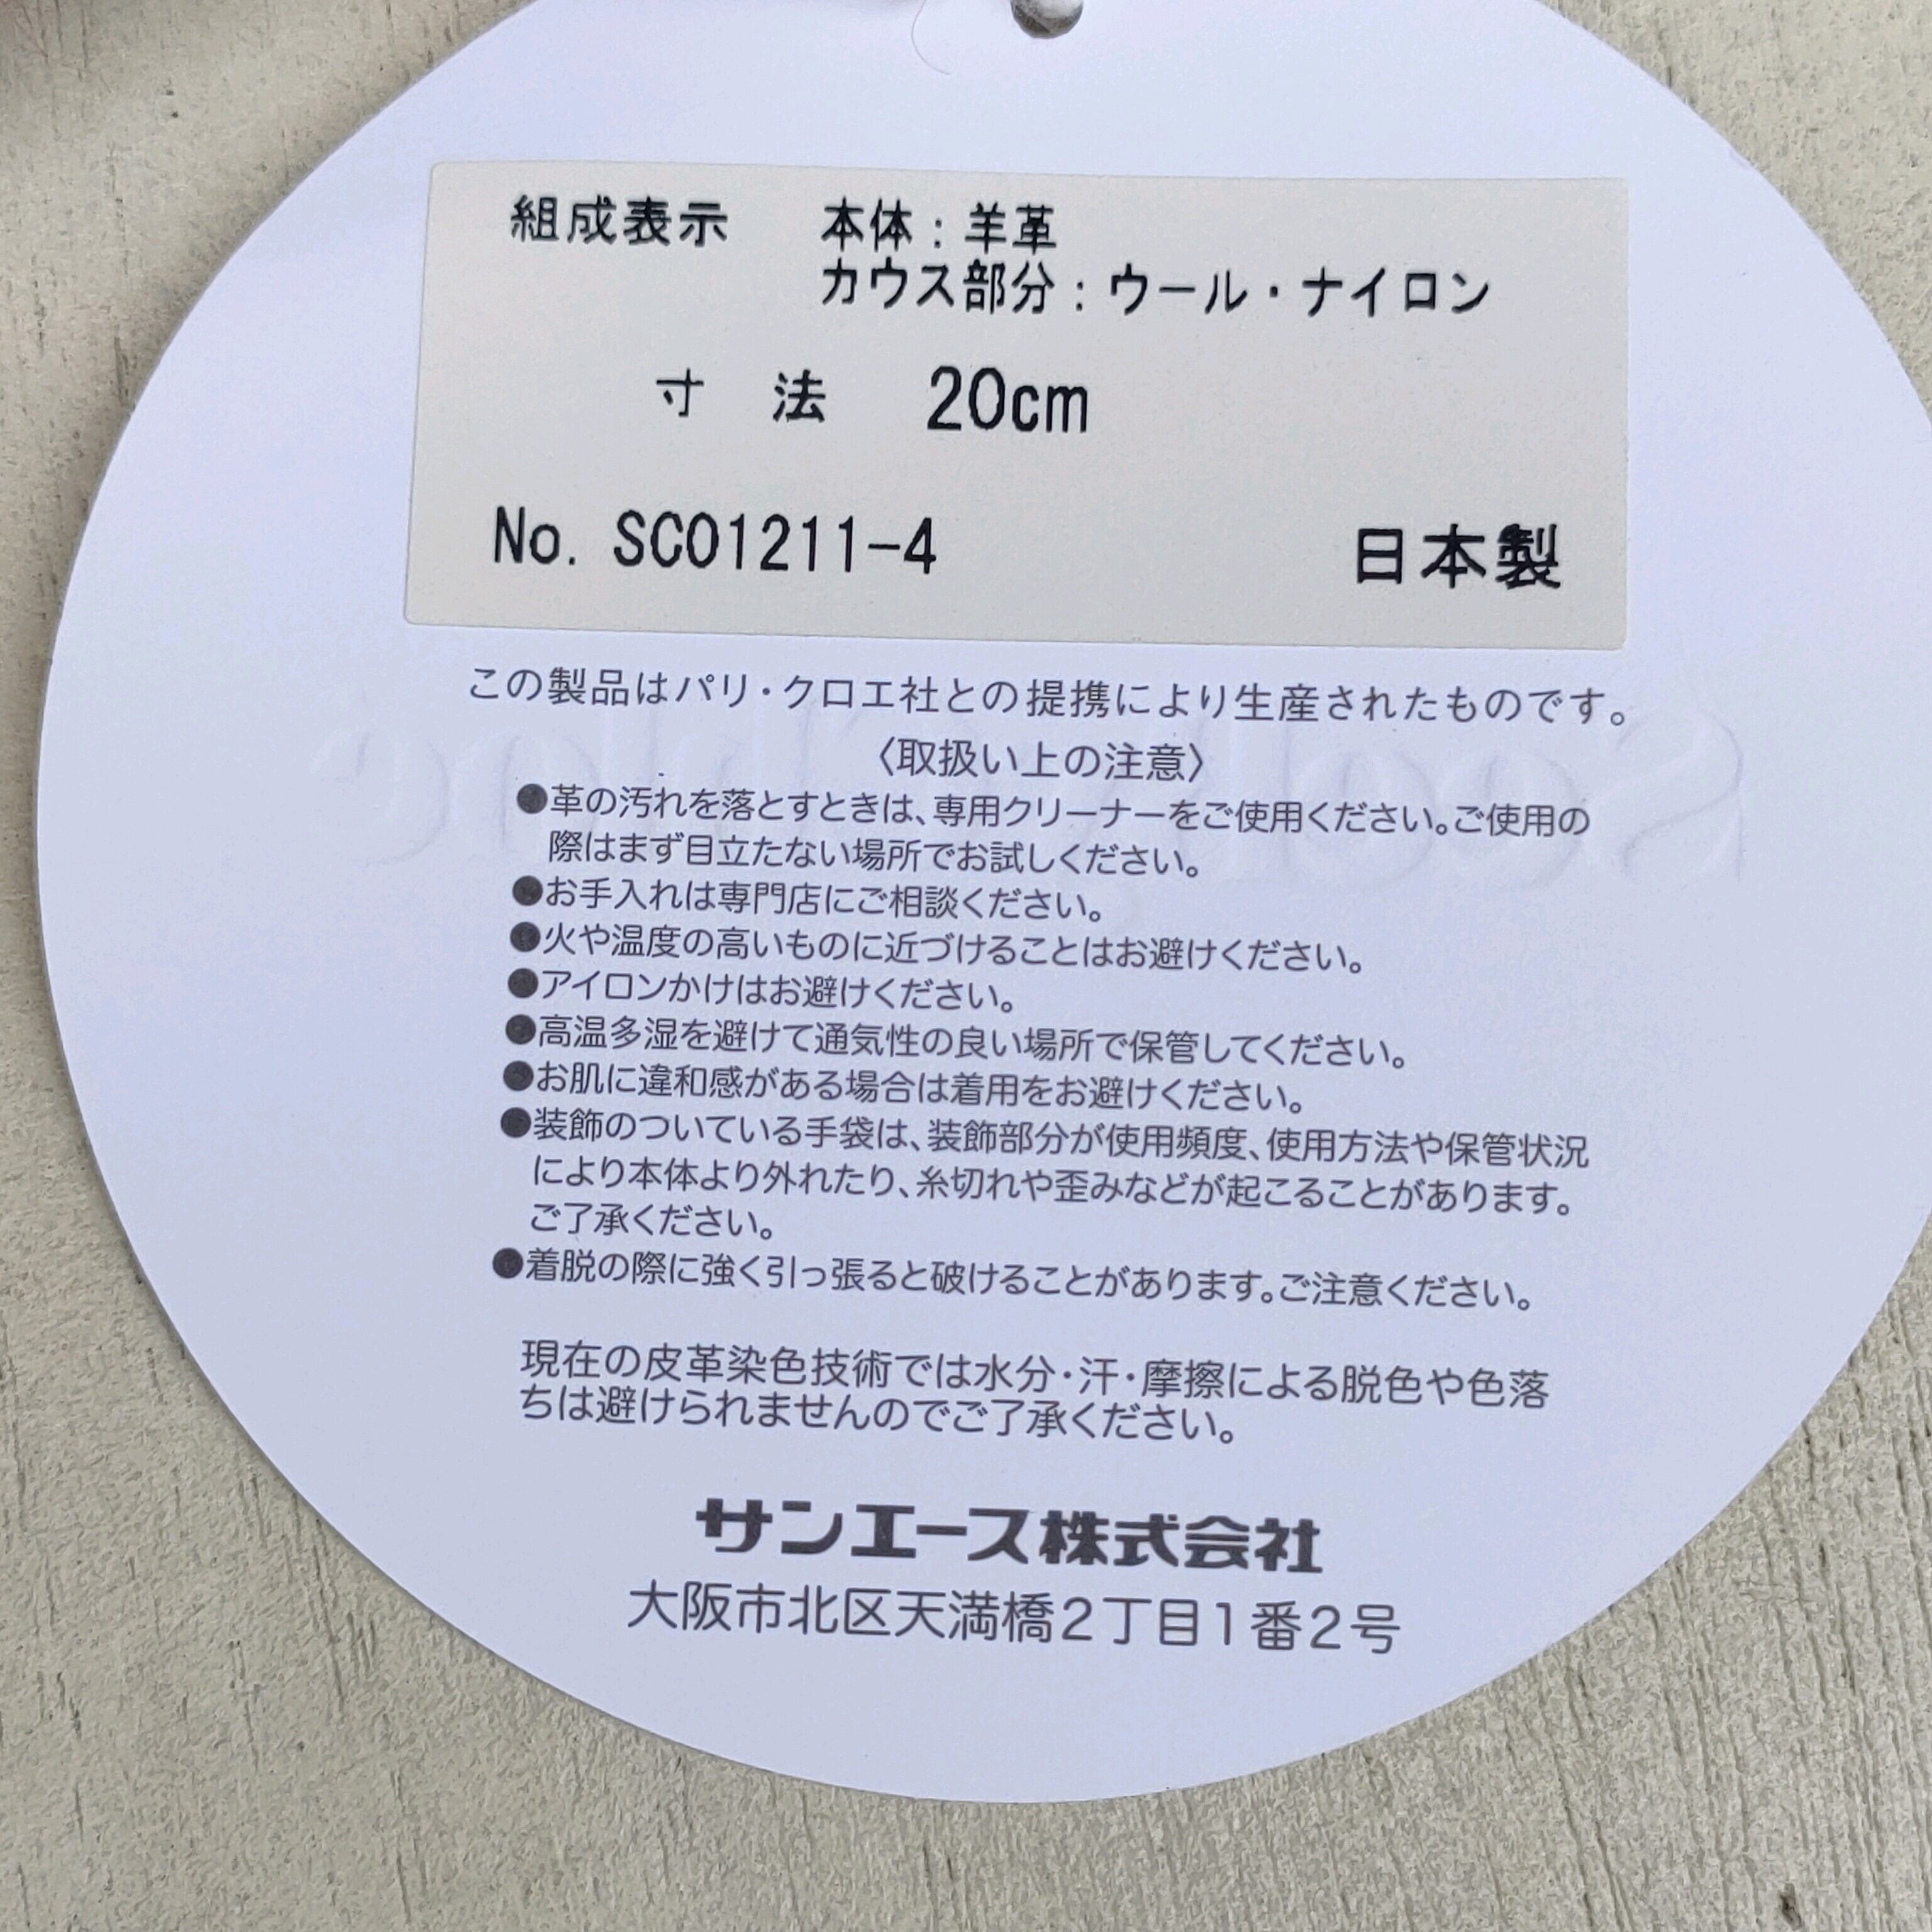 組成表示　本体：羊革
カウス部分：ウール・ナイロン
寸　法　20cm
No. SC01211-4　日本製
この製品はパリ・クロエ社との提携により生産されたものです。
〈取扱い上の注意〉
●革の汚れを落とすときは、専用クリーナーをご使用ください。ご使用の
際はまず目立たない場所でお試しください。
●お手入れは専門店にご相談ください。
●火や温度の高いものに近づけることはお避けください。
●アイロンかけはお避けください。
●高温多湿を避けて通気性の良い場所で保管してください。
●お肌に違和感がある場合は着用をお避けください。
●装飾のついている手袋は、装飾部分が使用頻度、使用方法や保管状況
により本体より外れたり、糸切れや歪みなどが起こることがあります。
ご了承ください。
●着脱の際に強く引っ張ると破けることがあります。ご注意ください。
現在の皮革染色技術では水分・汗・摩擦による脱色や色落
ちは避けられませんのでご了承ください。
サンエース株式会社
大阪市北区天満橋2丁目1番2号